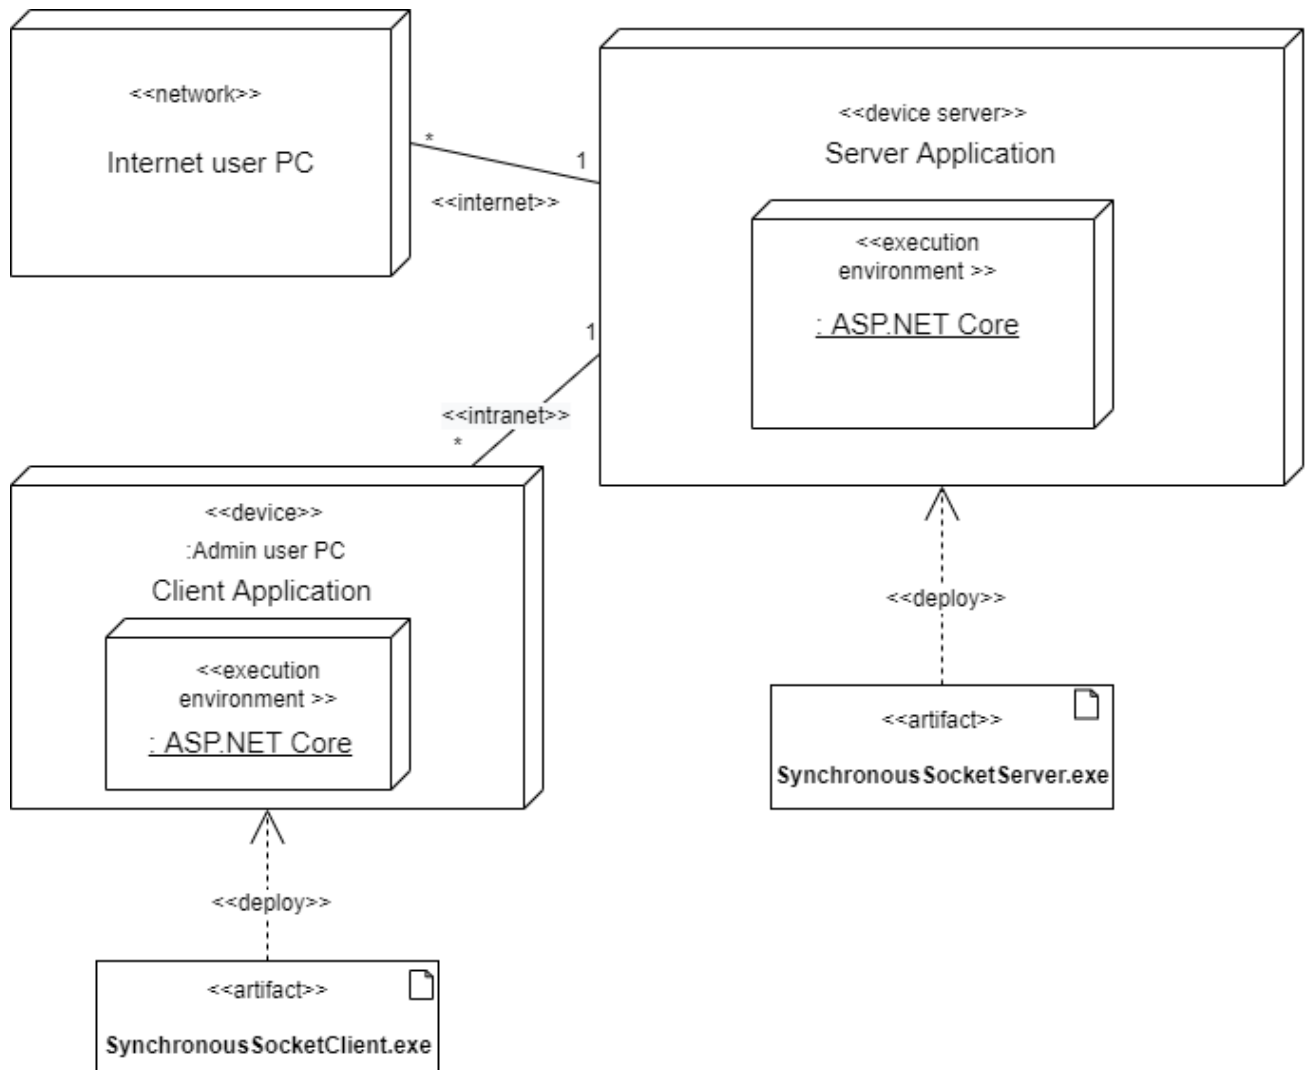 <<network>>
Internet user PC
*
1
<<internet>>
<<device server>>
Server Application
<<execution
environment >>
: ASP.NET Core
1
<<intranet>>
*
<<device>>
:Admin user PC
Client Application
<<execution
environment >>
: ASP.NET Core
<<deploy>>
<<artifact>>
SynchronousSocketServer.exe
<<deploy>>
<<artifact>>
SynchronousSocketClient.exe